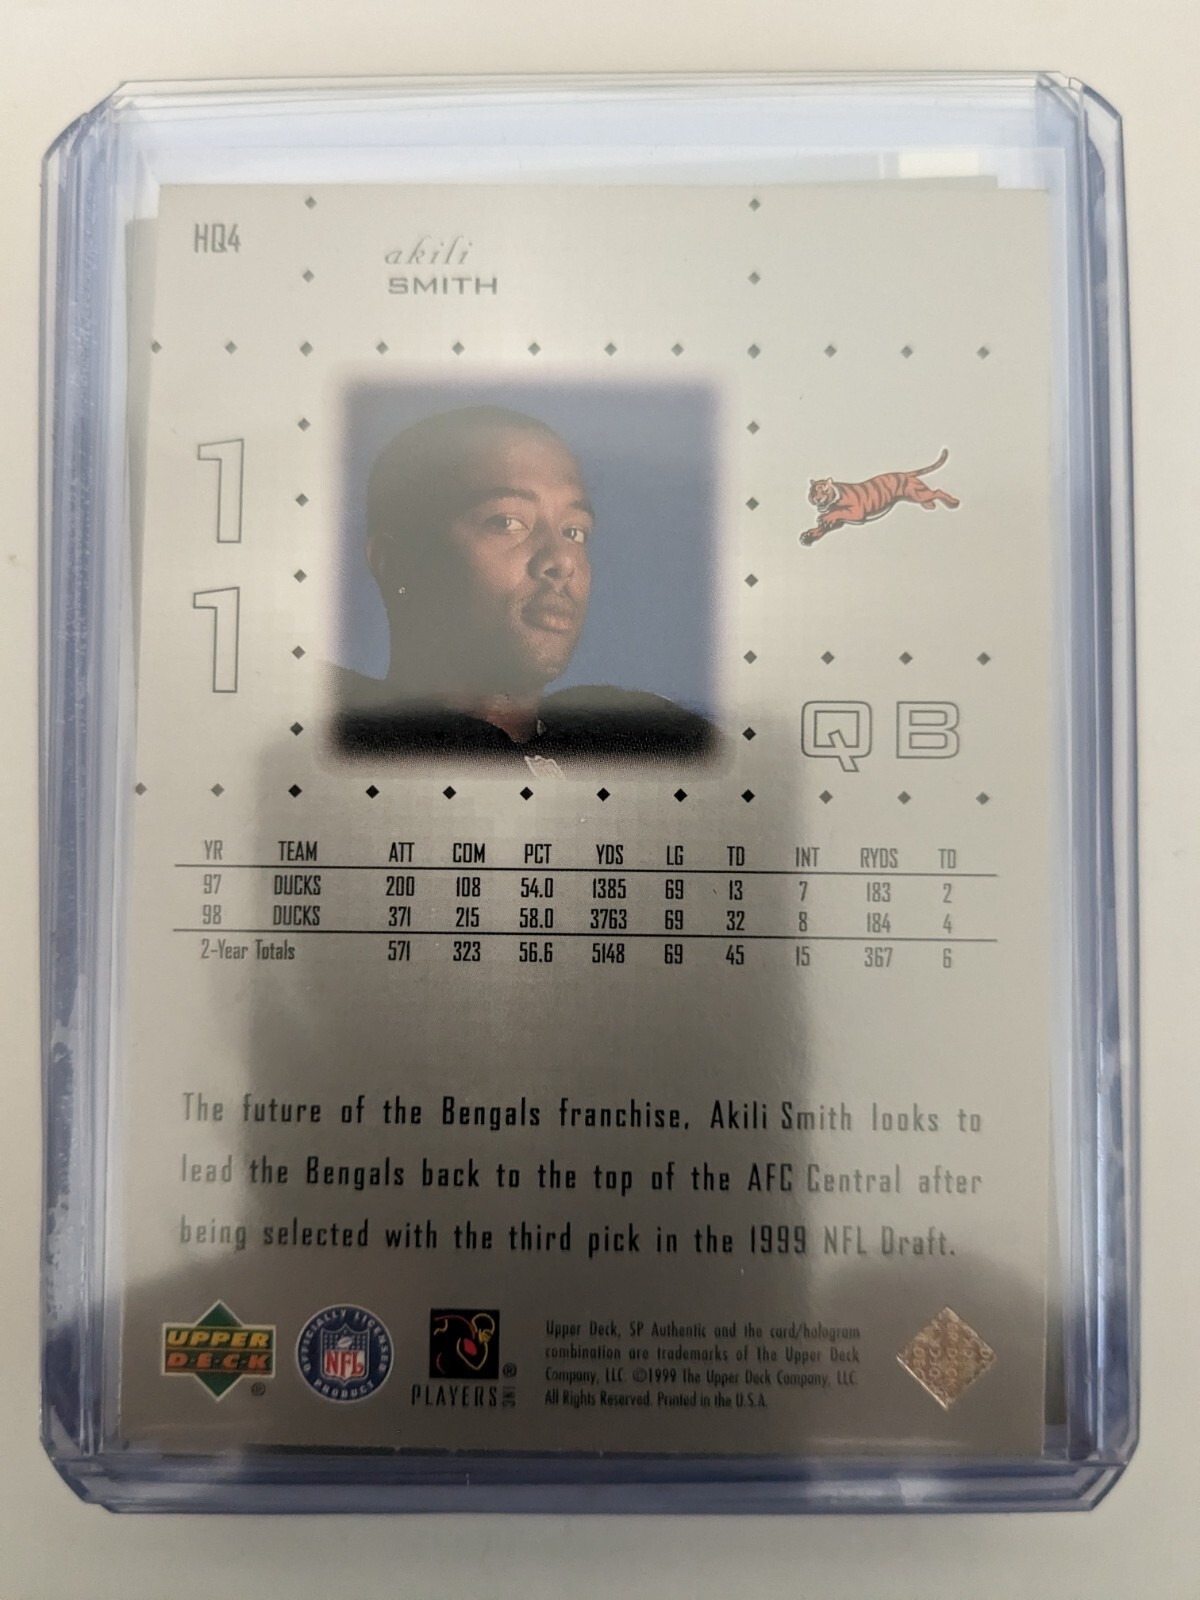 HQ4
akili
SMITH
1
1
QB
YR TEAM ATT COM PCT YDS LG TD INT RYDS TD
97 DUCKS 200 108 54.0 1385 69 13 7 183 2
98 DUCKS 371 215 58.0 3763 69 32 8 184 4
2-Year Totals 571 323 56.6 5148 69 45 15 367 6
The future of the Bengals franchise, Akili Smith looks to
lead the Bengals back to the top of the AFC Central after
being selected with the third pick in the 1999 NFL Draft.
UPPER
D·E·C·K
®
OFFICIALLY LICENSED
NFL
PRODUCT
PLAYERS INC
®
Upper Deck, SP Authentic and the card/hologram
combination are trademarks of The Upper Deck
Company, LLC. ©1999 The Upper Deck Company, LLC.
All Rights Reserved. Printed in the U.S.A.